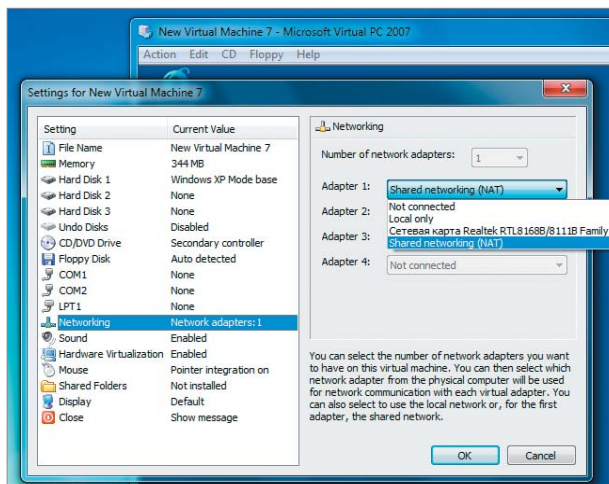 New Virtual Machine 7 - Microsoft Virtual PC 2007
Action Edit CD Floppy Help
Settings for New Virtual Machine 7
Setting Current Value
File Name New Virtual Machine 7
Memory 344 MB
Hard Disk 1 Windows XP Mode base
Hard Disk 2 None
Hard Disk 3 None
Undo Disks Disabled
CD/DVD Drive Secondary controller
Floppy Disk Auto detected
COM1 None
COM2 None
LPT1 None
Networking Network adapters:1
Sound Enabled
Hardware Virtualization Enabled
Mouse Pointer integration on
Shared Folders Not installed
Display Default
Close Show message
Networking
Number of network adapters: 1
Adapter 1: Shared networking (NAT)
Not connected
Adapter 2: Local only
Adapter 3: Сетевая карта Realtek RTL8168B/8111B Family
Shared networking (NAT)
Adapter 4: Not connected
You can select the number of network adapters you want
to have on this virtual machine. You can then select which
network adapter from the physical computer will be used
for network communication with each virtual adapter. You
can also select to use the local network or, for the first
adapter, the shared network.
OK Cancel